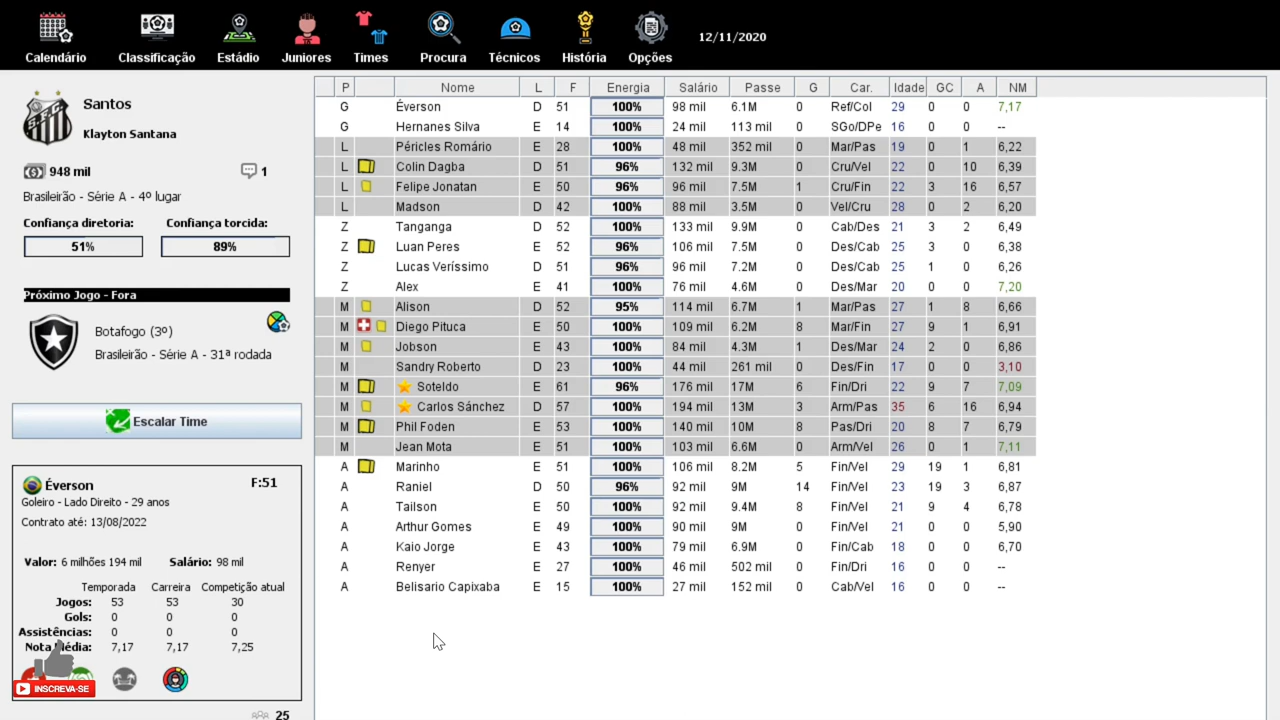 Calendário Classificação Estádio Juniores Times Procura Técnicos História Opções 12/11/2020
Santos
Klayton Santana
948 mil 1
Brasileirão - Série A - 4º lugar
Confiança diretoria: Confiança torcida:
51% 89%
Próximo Jogo - Fora
Botafogo (3º)
Brasileirão - Série A - 31ª rodada
Escalar Time
Éverson F:51
Goleiro - Lado Direito - 29 anos
Contrato até: 13/08/2022
Valor: 6 milhões 194 mil Salário: 98 mil
Temporada Carreira Competição atual
Jogos: 53 53 30
Gols: 0 0 0
Assistências: 0 0 0
Nota Média: 7,17 7,17 7,25
INSCREVA-SE
25
P Nome L F Energia Salário Passe G Car. Idade GC A NM
G Éverson D 51 100% 98 mil 6.1M 0 Ref/Col 29 0 0 7,17
G Hernanes Silva E 14 100% 24 mil 113 mil 0 SGo/DPe 16 0 0 --
L Péricles Romário E 28 100% 48 mil 352 mil 0 Mar/Pas 19 0 1 6,22
L Colin Dagba D 51 96% 132 mil 9.3M 0 Cru/Vel 22 0 10 6,39
L Felipe Jonatan E 50 96% 96 mil 7.5M 1 Cru/Fin 22 3 16 6,57
L Madson D 42 100% 88 mil 3.5M 0 Vel/Cru 28 0 2 6,20
Z Tanganga D 52 100% 133 mil 9.9M 0 Cab/Des 21 3 2 6,49
Z Luan Peres E 52 96% 106 mil 7.5M 0 Des/Cab 25 3 0 6,38
Z Lucas Veríssimo D 51 96% 96 mil 7.2M 0 Des/Cab 25 1 0 6,26
Z Alex E 41 100% 76 mil 4.6M 0 Des/Mar 20 0 0 7,20
M Alison D 52 95% 114 mil 6.7M 1 Mar/Pas 27 1 8 6,66
M Diego Pituca E 50 100% 109 mil 6.2M 8 Mar/Fin 27 9 1 6,91
M Jobson E 43 100% 84 mil 4.3M 1 Des/Mar 24 2 0 6,86
M Sandry Roberto D 23 100% 44 mil 261 mil 0 Des/Fin 17 0 0 3,10
M Soteldo E 61 96% 176 mil 17M 6 Fin/Dri 22 9 7 7,09
M Carlos Sánchez D 57 100% 194 mil 13M 3 Arm/Pas 35 6 16 6,94
M Phil Foden E 53 100% 140 mil 10M 8 Pas/Dri 20 8 7 6,79
M Jean Mota E 51 100% 103 mil 6.6M 0 Arm/Vel 26 0 1 7,11
A Marinho E 51 100% 106 mil 8.2M 5 Fin/Vel 29 19 1 6,81
A Raniel D 50 96% 92 mil 9M 14 Fin/Vel 23 19 3 6,87
A Tailson E 50 100% 92 mil 9.4M 8 Fin/Vel 21 9 4 6,78
A Arthur Gomes E 49 100% 90 mil 9M 0 Fin/Vel 21 0 0 5,90
A Kaio Jorge E 43 100% 79 mil 6.9M 0 Fin/Cab 18 0 0 6,70
A Renyer E 27 100% 46 mil 502 mil 0 Fin/Dri 16 0 0 --
A Belisario Capixaba E 15 100% 27 mil 152 mil 0 Cab/Vel 16 0 0 --